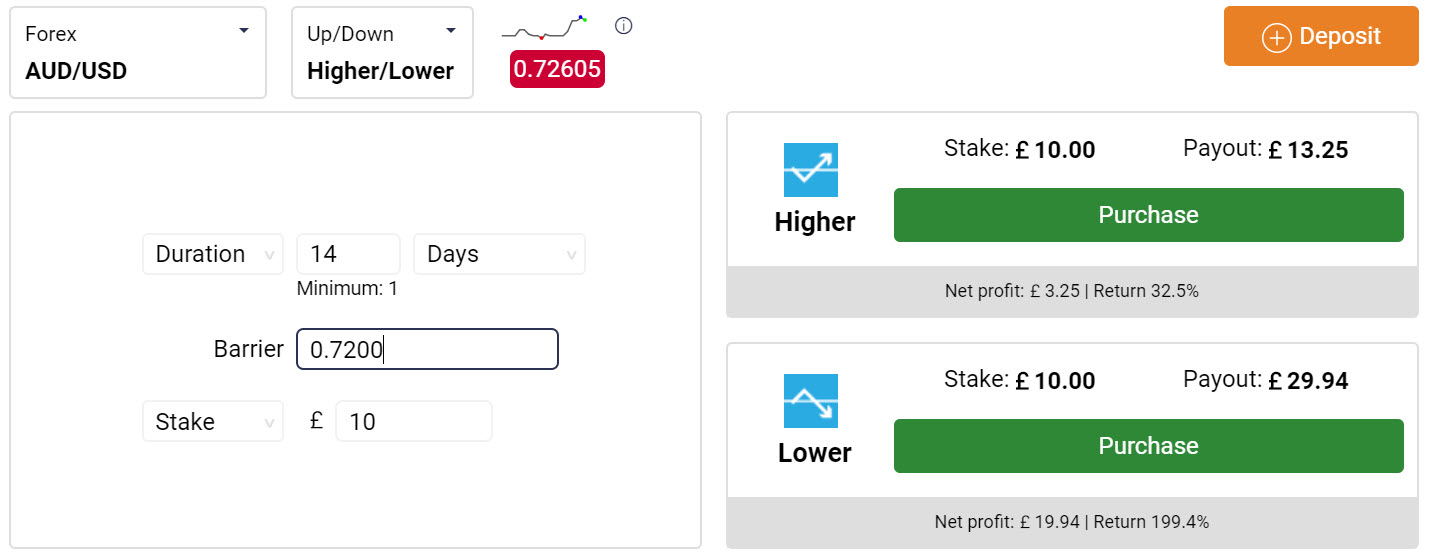 Forex
AUD/USD
Up/Down
Higher/Lower
0.72605
Deposit
Duration 14 Days
Minimum: 1
Barrier 0.7200
Stake £ 10
Higher
Stake: £ 10.00 Payout: £ 13.25
Purchase
Net profit: £ 3.25 | Return 32.5%
Lower
Stake: £ 10.00 Payout: £ 29.94
Purchase
Net profit: £ 19.94 | Return 199.4%